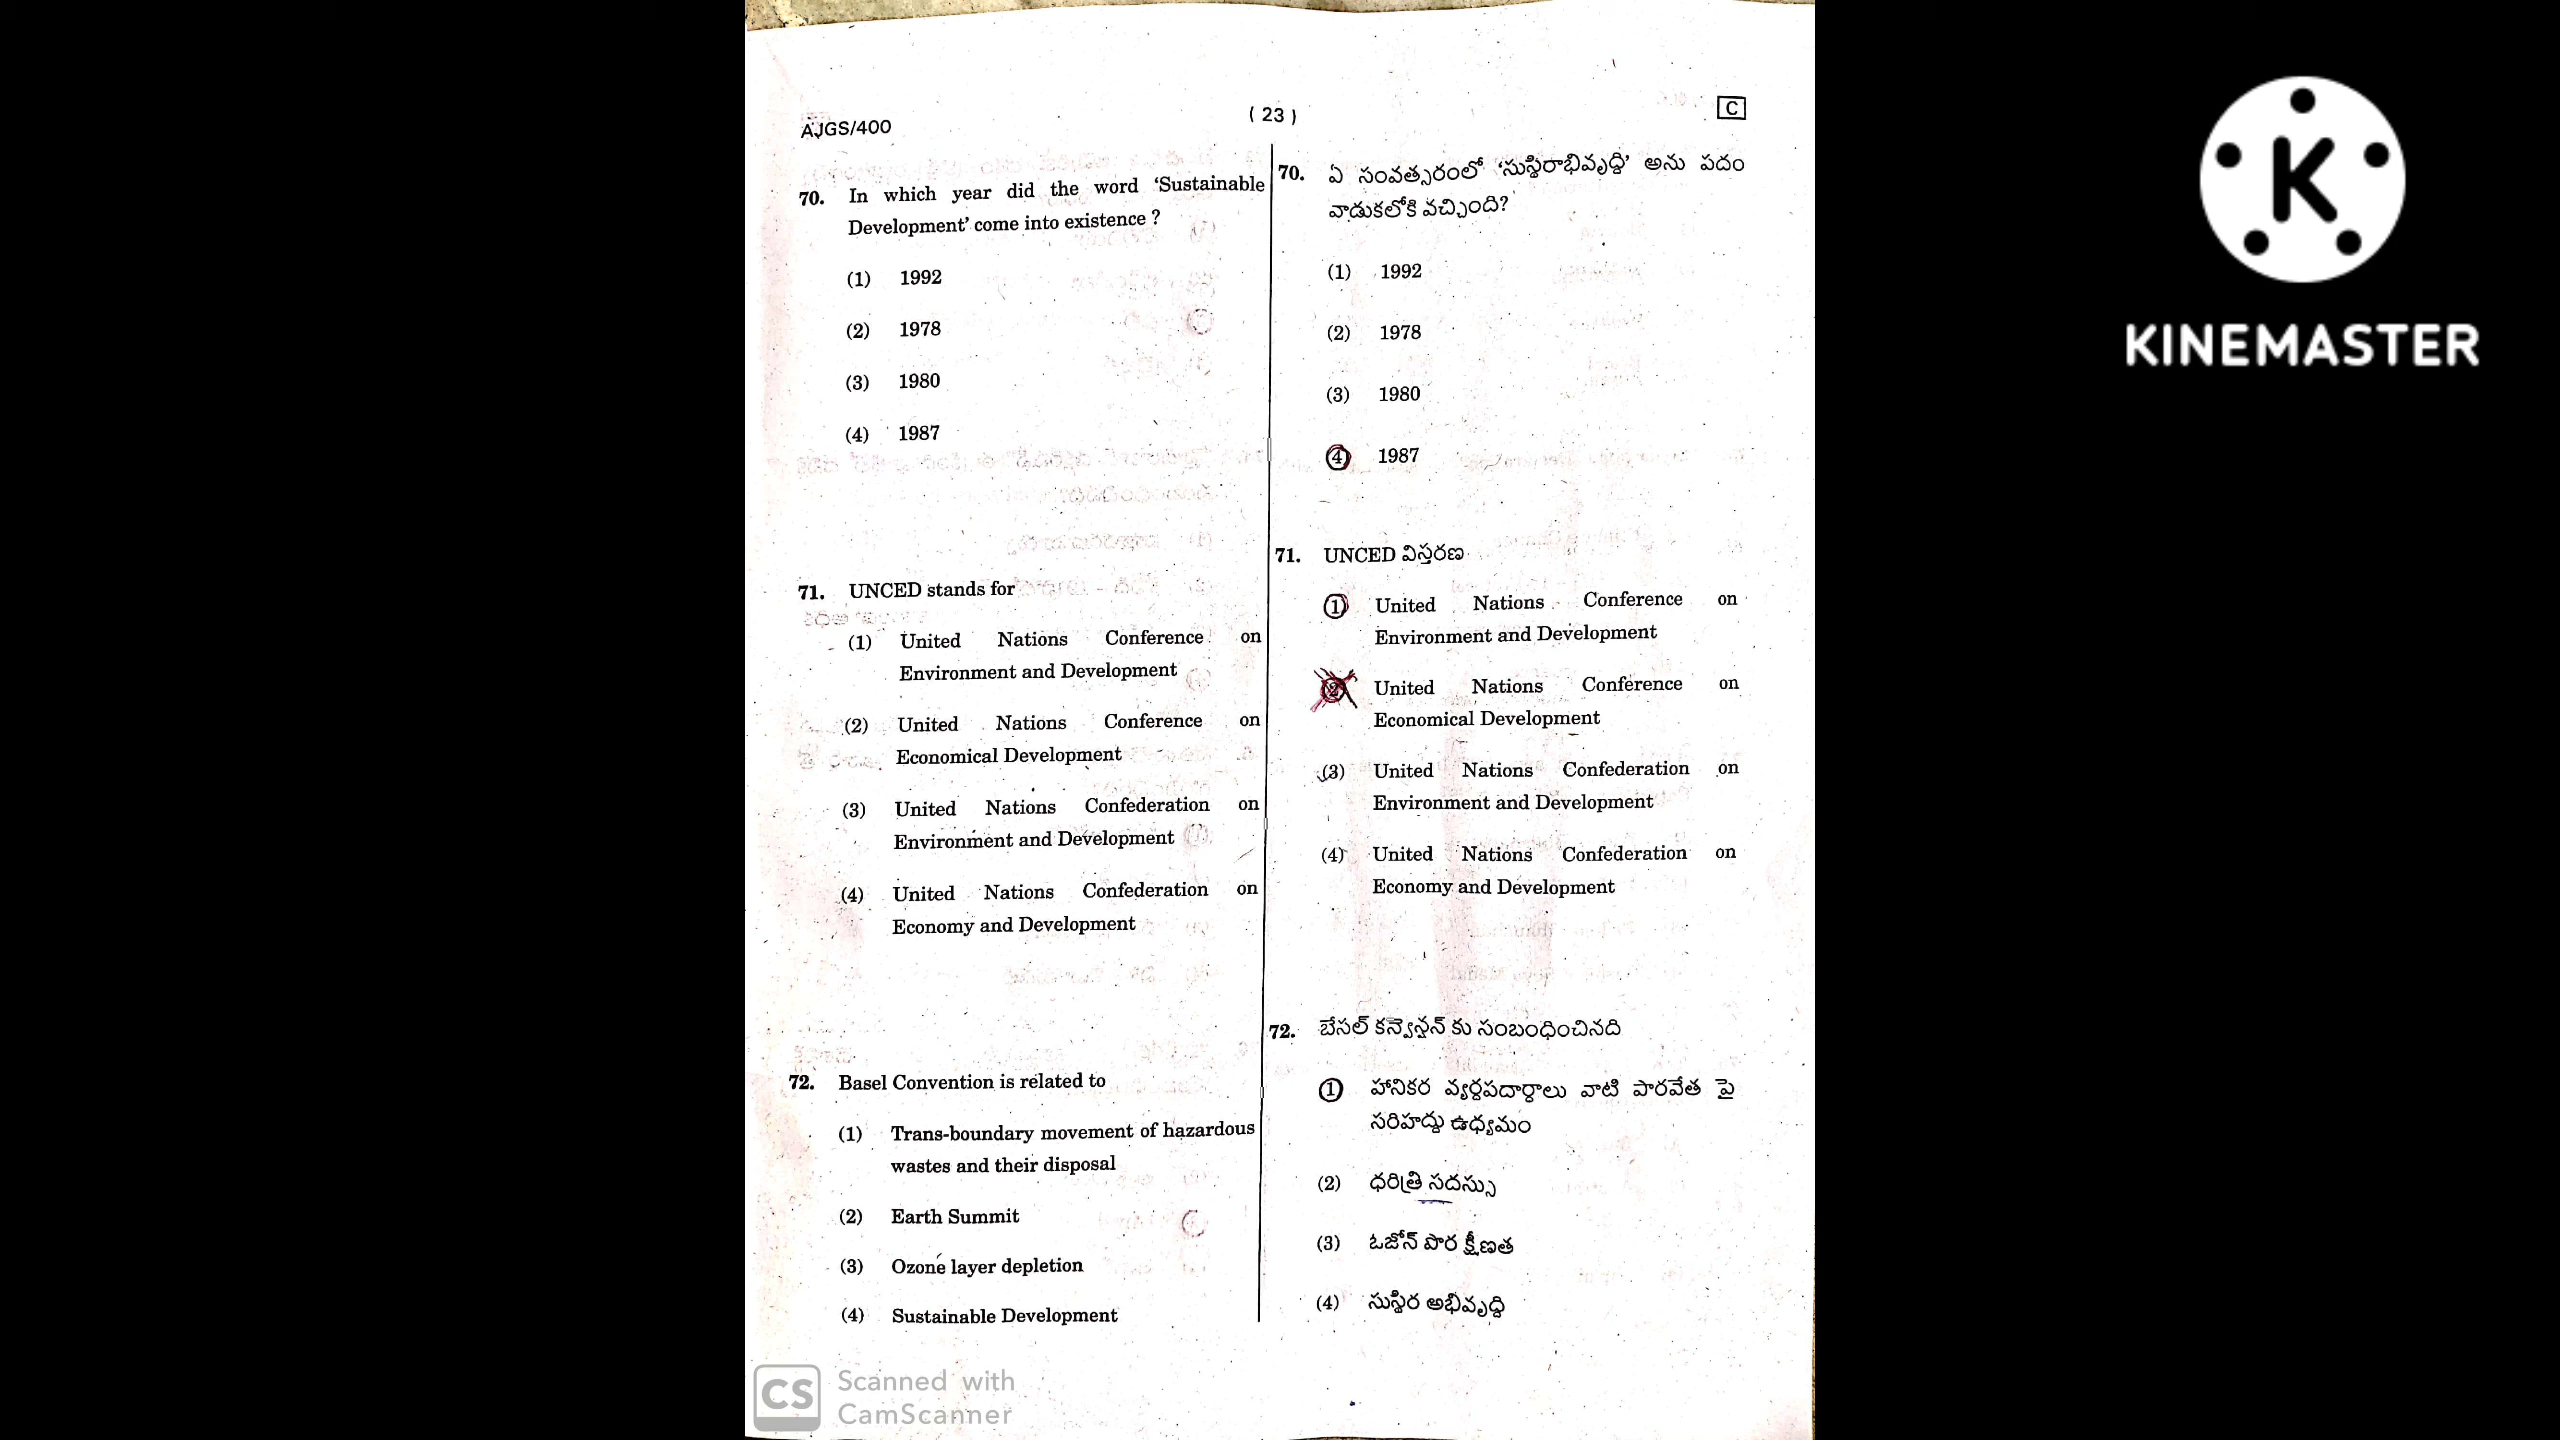 AJGS/400
( 23 )
C
70. In which year did the word ‘Sustainable
Development’ come into existence ?
(1) 1992
(2) 1978
(3) 1980
(4) 1987
71. UNCED stands for
(1) United Nations Conference on
Environment and Development
(2) United Nations Conference on
Economical Development
(3) United Nations Confederation on
Environment and Development
(4) United Nations Confederation on
Economy and Development
72. Basel Convention is related to
(1) Trans-boundary movement of hazardous
wastes and their disposal
(2) Earth Summit
(3) Ozone layer depletion
(4) Sustainable Development
70. ఏ సంవత్సరంలో ‘సుస్థిరాభివృద్ధి’ అను పదం
వాడుకలోకి వచ్చింది?
(1) 1992
(2) 1978
(3) 1980
(4) 1987
71. UNCED విస్తరణ
(1) United Nations Conference on
Environment and Development
(2) United Nations Conference on
Economical Development
(3) United Nations Confederation on
Environment and Development
(4) United Nations Confederation on
Economy and Development
72. బేసల్ కన్వెన్షన్ కు సంబంధించినది
(1) హానికర వ్యర్థపదార్థాలు వాటి పారవేత పై
సరిహద్దు ఉధ్యమం
(2) ధరిత్రి సదస్సు
(3) ఓజోన్ పొర క్షీణత
(4) సుస్థిర అభివృద్ధి
CS Scanned with
CamScanner
K
KINEMASTER